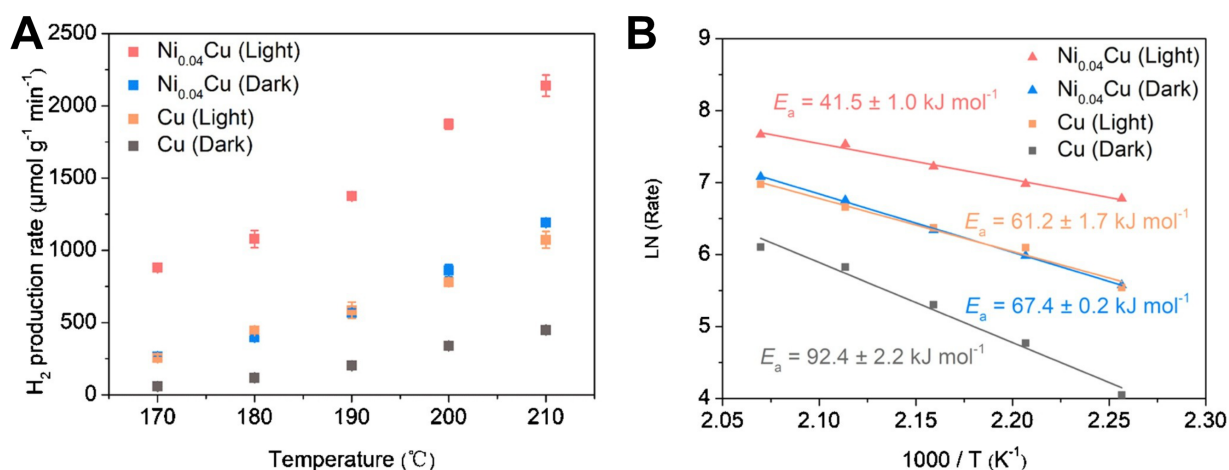 A
H₂ production rate (μmol g⁻¹ min⁻¹)
2500
2000
1500
1000
500
0
Ni₀.₀₄Cu (Light)
Ni₀.₀₄Cu (Dark)
Cu (Light)
Cu (Dark)
170 180 190 200 210
Temperature (℃)
B
LN (Rate)
9
8
7
6
5
4
Ni₀.₀₄Cu (Light)
Ni₀.₀₄Cu (Dark)
Cu (Light)
Cu (Dark)
Eₐ = 41.5 ± 1.0 kJ mol⁻¹
Eₐ = 61.2 ± 1.7 kJ mol⁻¹
Eₐ = 67.4 ± 0.2 kJ mol⁻¹
Eₐ = 92.4 ± 2.2 kJ mol⁻¹
2.05 2.10 2.15 2.20 2.25 2.30
1000 / T (K⁻¹)